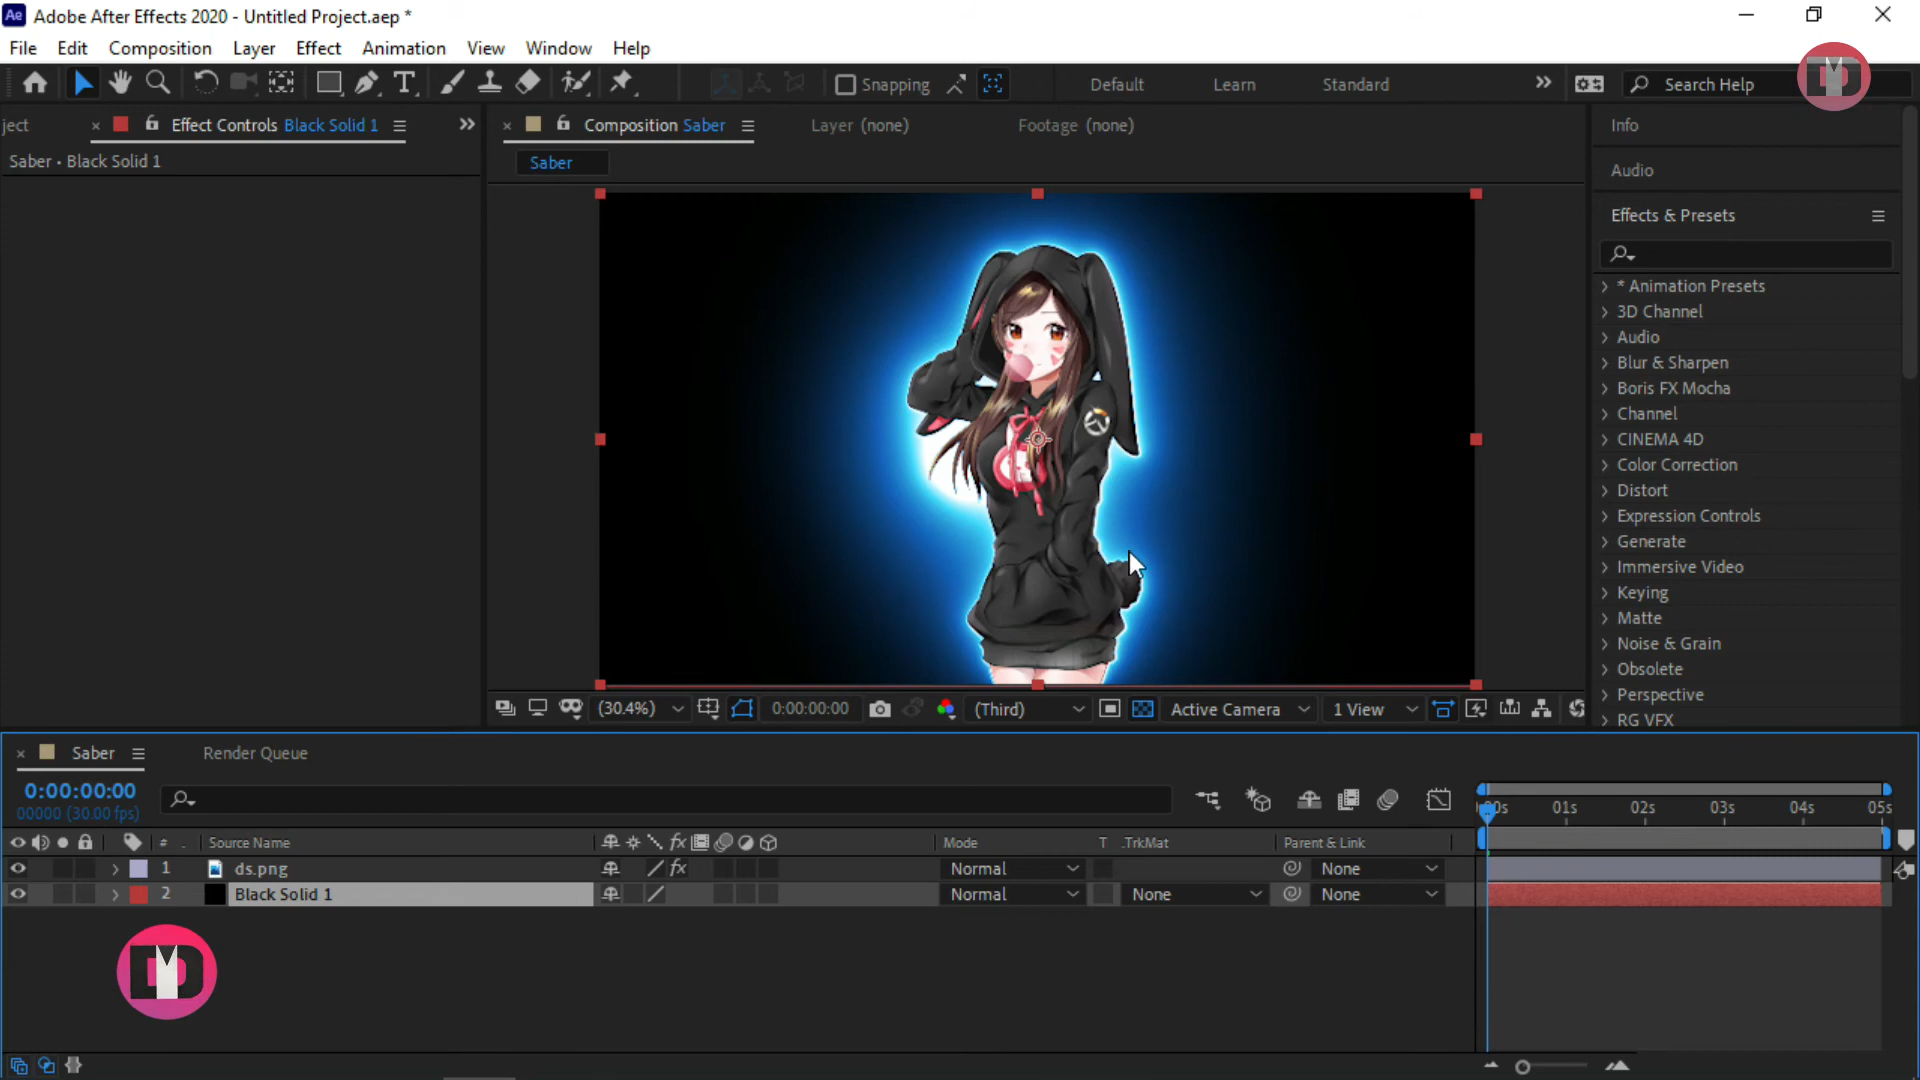 Ae Adobe After Effects 2020 - Untitled Project.aep *
File Edit Composition Layer Effect Animation View Window Help
Snapping Default Learn Standard Search Help
ject Effect Controls Black Solid 1
Saber • Black Solid 1
Composition Saber Layer (none) Footage (none)
Saber
Info
Audio
Effects & Presets
* Animation Presets
3D Channel
Audio
Blur & Sharpen
Boris FX Mocha
Channel
CINEMA 4D
Color Correction
Distort
Expression Controls
Generate
Immersive Video
Keying
Matte
Noise & Grain
Obsolete
Perspective
RG VFX
(30.4%) 0:00:00:00 (Third) Active Camera 1 View
Saber Render Queue
0:00:00:00
00000 (30.00 fps)
00s 01s 02s 03s 04s 05s
# . Source Name fx Mode T .TrkMat Parent & Link
1 ds.png fx Normal None
2 Black Solid 1 Normal None None